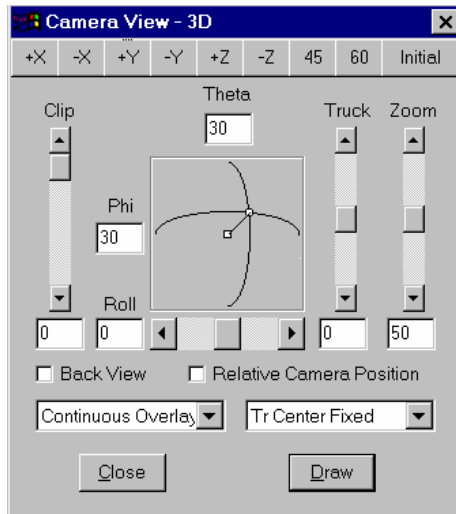 Camera View - 3D
+X -X +Y -Y +Z -Z 45 60 Initial
Theta
Clip Truck Zoom
30
Phi
30
Roll
0 0 0 50
Back View Relative Camera Position
Continuous Overlay Tr Center Fixed
Close Draw